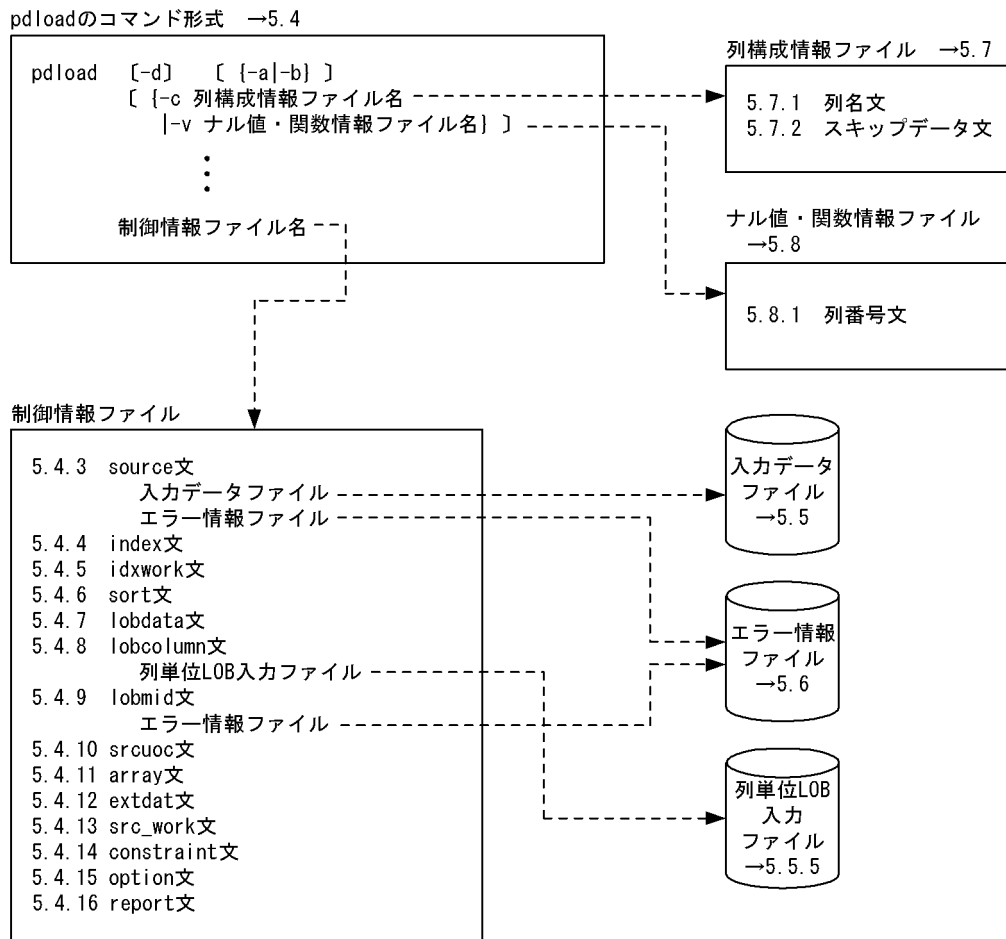 pdloadのコマンド形式 →5.4
pdload 〔-d〕 〔 {-a|-b} 〕
〔 {-c 列構成情報ファイル名
|-v ナル値・関数情報ファイル名} 〕
制御情報ファイル名
列構成情報ファイル →5.7
5.7.1 列名文
5.7.2 スキップデータ文
ナル値・関数情報ファイル
→5.8
5.8.1 列番号文
制御情報ファイル
5.4.3 source文
入力データファイル
エラー情報ファイル
5.4.4 index文
5.4.5 idxwork文
5.4.6 sort文
5.4.7 lobdata文
5.4.8 lobcolumn文
列単位LOB入力ファイル
5.4.9 lobmid文
エラー情報ファイル
5.4.10 srcuoc文
5.4.11 array文
5.4.12 extdat文
5.4.13 src_work文
5.4.14 constraint文
5.4.15 option文
5.4.16 report文
入力データ
ファイル
→5.5
エラー情報
ファイル
→5.6
列単位LOB
入力
ファイル
→5.5.5